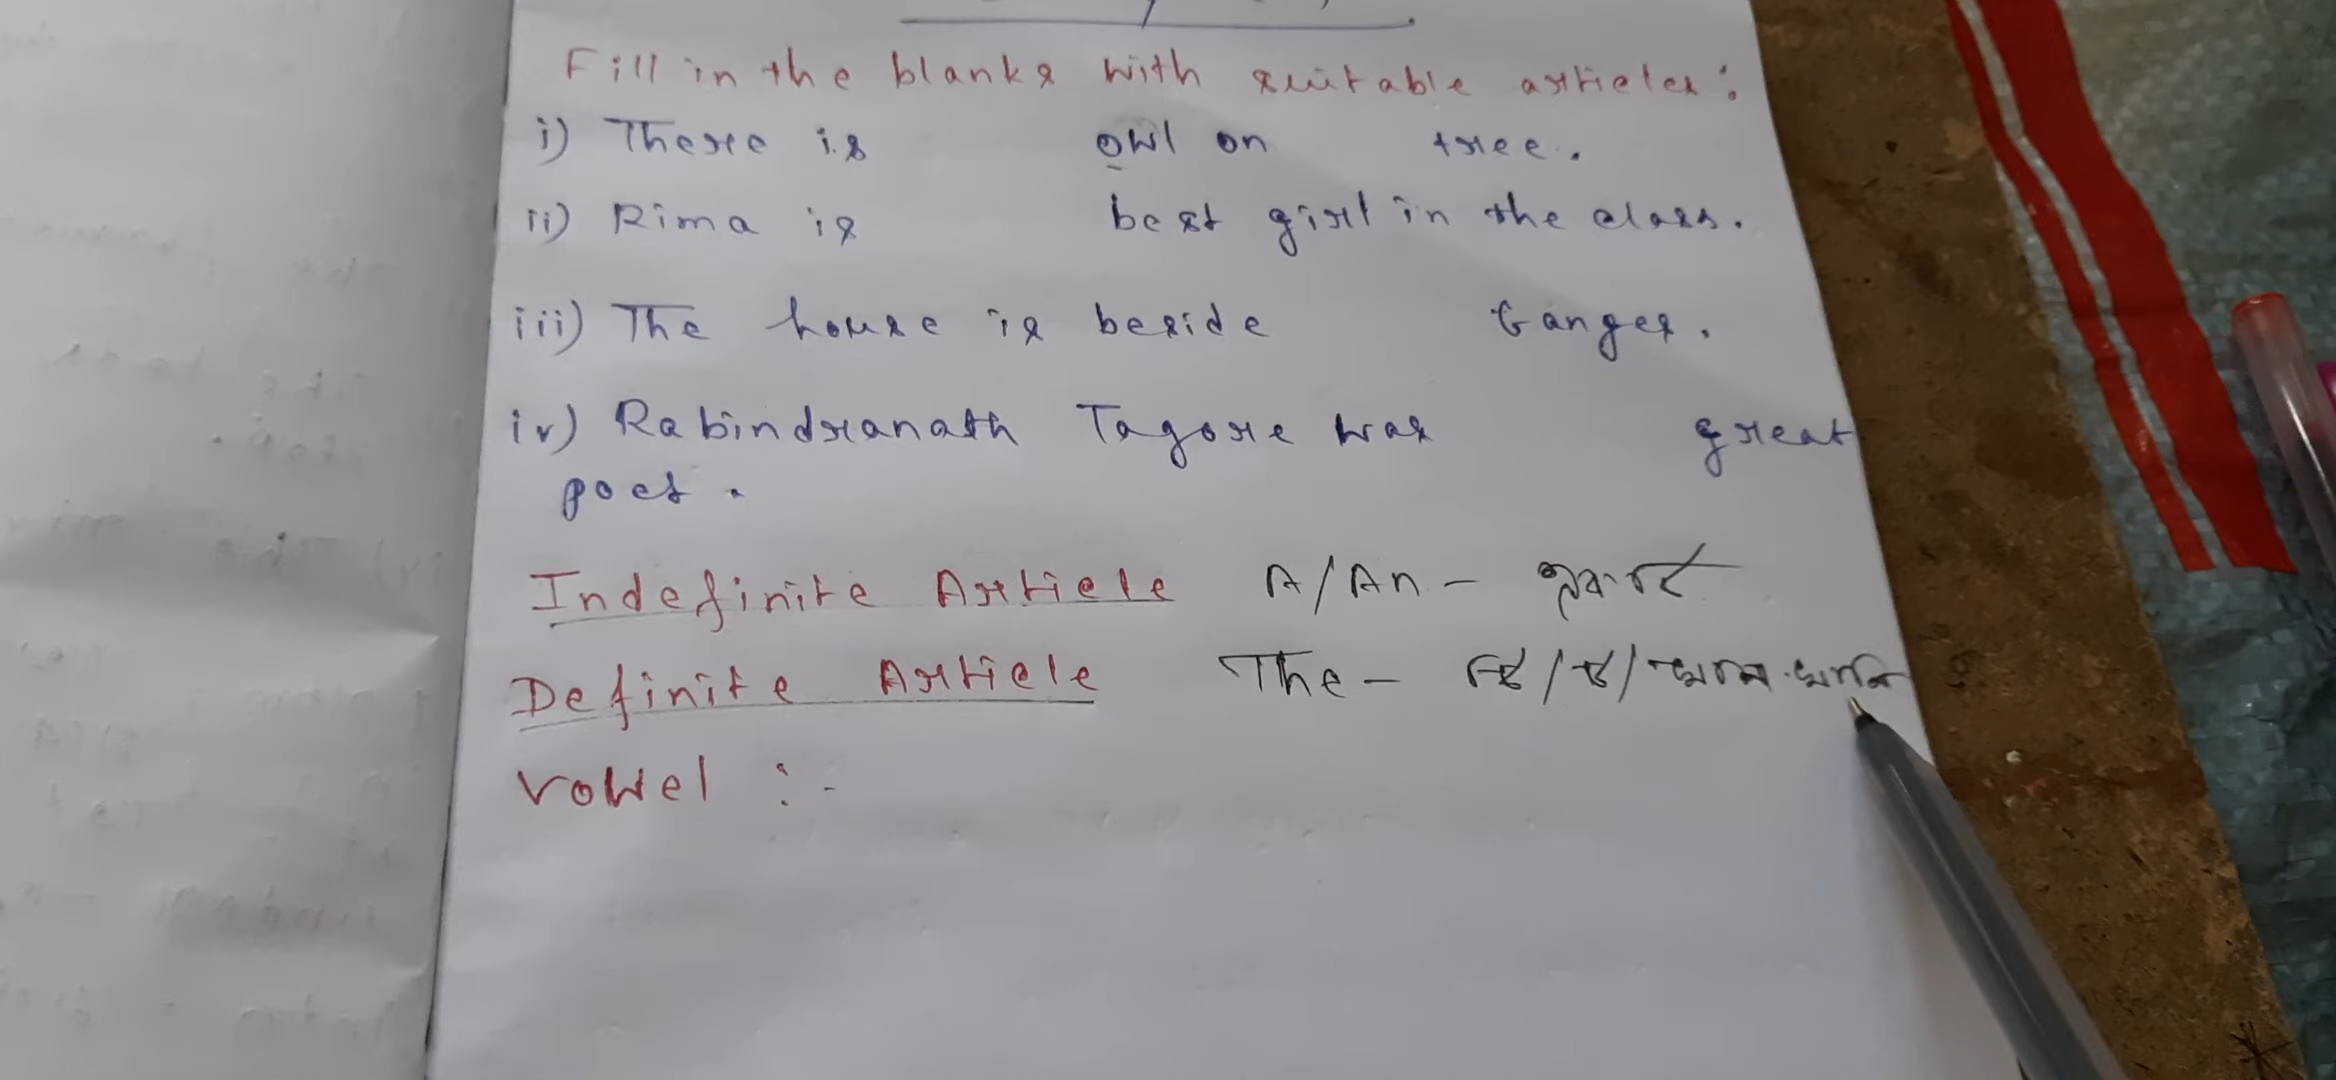 Fill in the blanks with suitable articles:
i) There is owl on tree.
ii) Rima is best girl in the class.
iii) The house is beside Ganges.
iv) Rabindranath Tagore was great
poet.
Indefinite Article A/An - একটি
Definite Article The - টি/টা/
Vowel :-